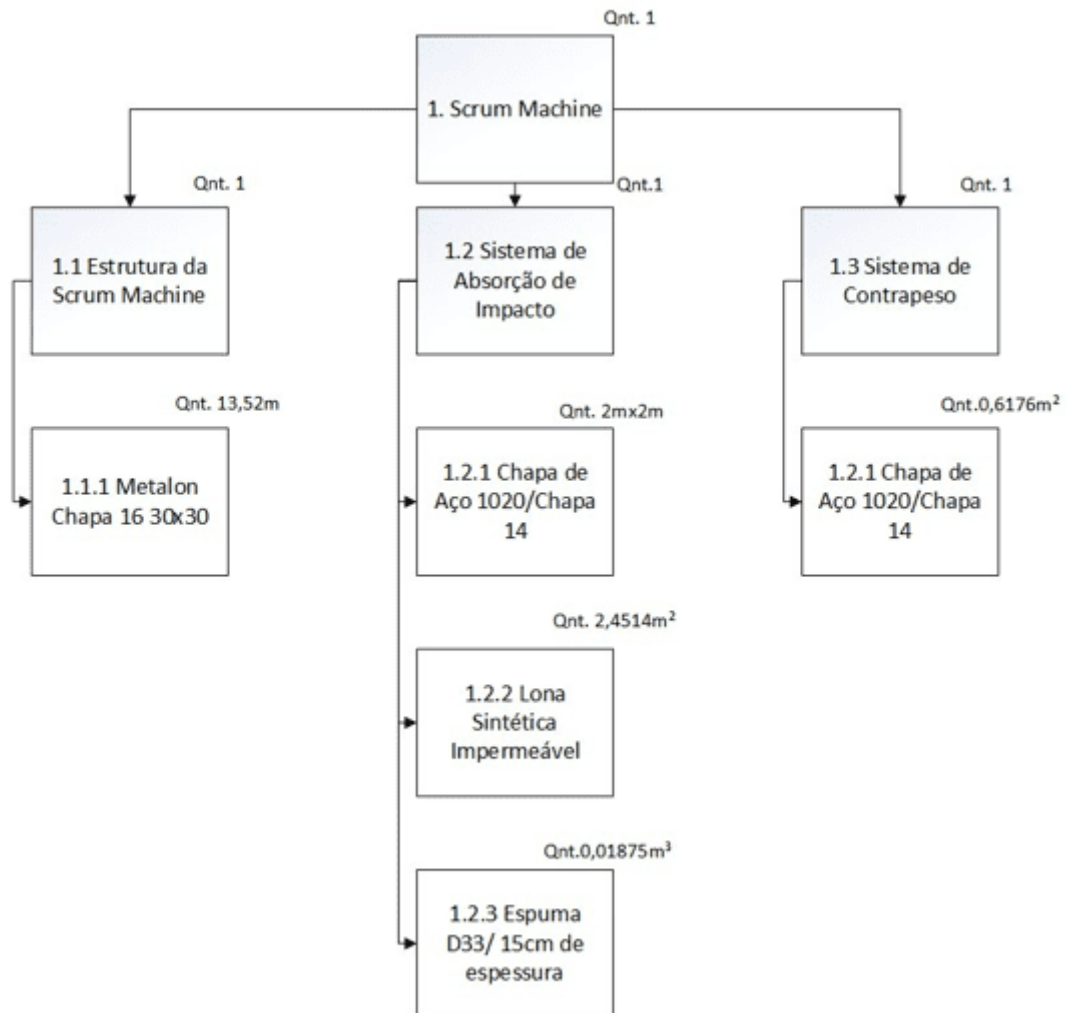 Qnt. 1
1. Scrum Machine
Qnt. 1
1.1 Estrutura da
Scrum Machine
Qnt.1
1.2 Sistema de
Absorção de
Impacto
Qnt. 1
1.3 Sistema de
Contrapeso
Qnt. 13,52m
1.1.1 Metalon
Chapa 16 30x30
Qnt. 2mx2m
1.2.1 Chapa de
Aço 1020/Chapa
14
Qnt.0,6176m²
1.2.1 Chapa de
Aço 1020/Chapa
14
Qnt. 2,4514m²
1.2.2 Lona
Sintética
Impermeável
Qnt.0,01875m³
1.2.3 Espuma
D33/ 15cm de
espessura